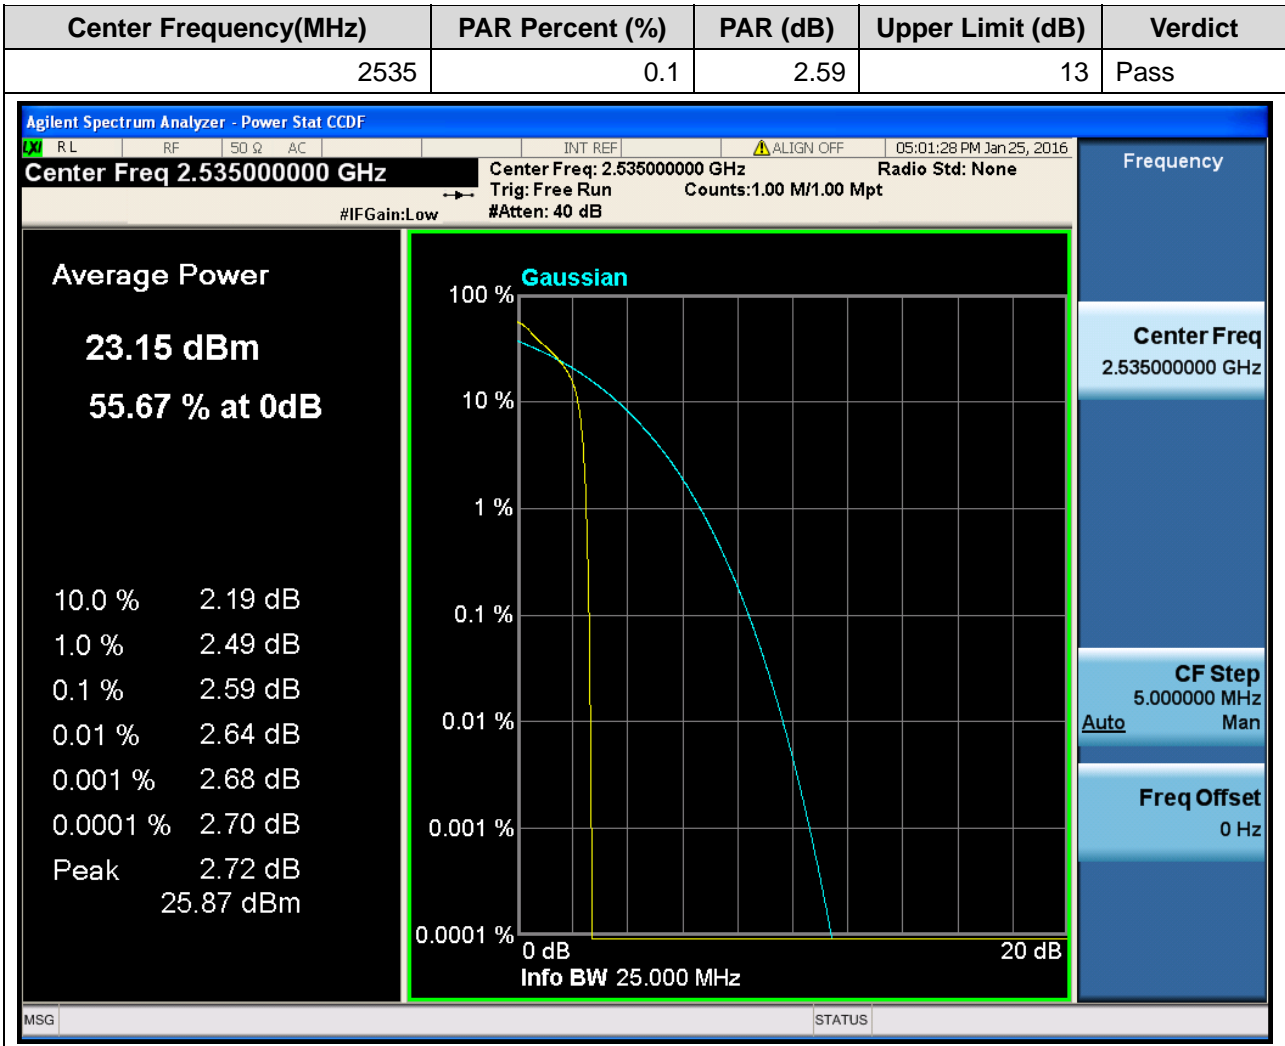 Center Frequency(MHz) PAR Percent (%) PAR (dB) Upper Limit (dB) Verdict
2535 0.1 2.59 13 Pass
Agilent Spectrum Analyzer - Power Stat CCDF
LXI RL RF 50 Ω AC INT REF ALIGN OFF 05:01:28 PM Jan 25, 2016
Center Freq 2.535000000 GHz
#IFGain:Low
Center Freq: 2.535000000 GHz Radio Std: None
Trig: Free Run Counts:1.00 M/1.00 Mpt
#Atten: 40 dB
Average Power
23.15 dBm
55.67 % at 0dB
10.0 % 2.19 dB
1.0 % 2.49 dB
0.1 % 2.59 dB
0.01 % 2.64 dB
0.001 % 2.68 dB
0.0001 % 2.70 dB
Peak 2.72 dB
25.87 dBm
Gaussian
100 %
10 %
1 %
0.1 %
0.01 %
0.001 %
0.0001 %
0 dB 20 dB
Info BW 25.000 MHz
Frequency
Center Freq
2.535000000 GHz
CF Step
5.000000 MHz
Auto Man
Freq Offset
0 Hz
MSG STATUS